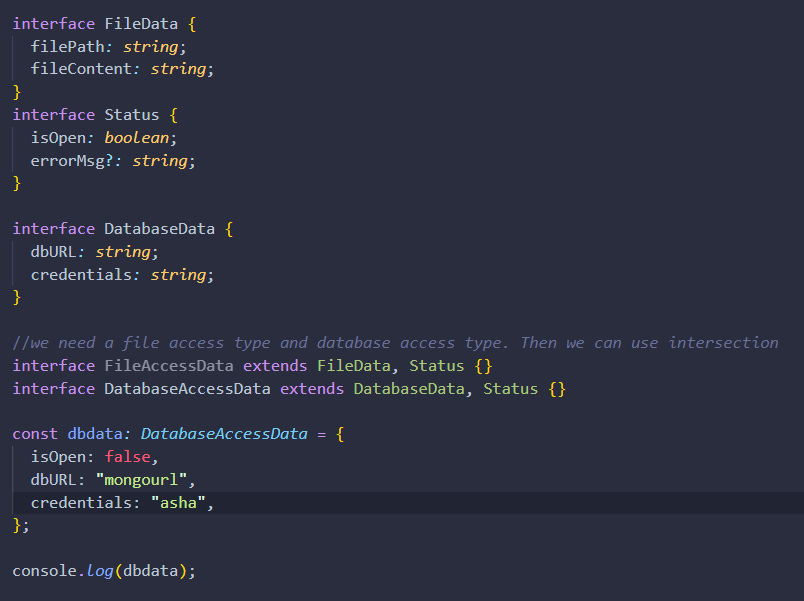 interface FileData {
  filePath: string;
  fileContent: string;
}
interface Status {
  isOpen: boolean;
  errorMsg?: string;
}

interface DatabaseData {
  dbURL: string;
  credentials: string;
}

//we need a file access type and database access type. Then we can use intersection
interface FileAccessData extends FileData, Status {}
interface DatabaseAccessData extends DatabaseData, Status {}

const dbdata: DatabaseAccessData = {
  isOpen: false,
  dbURL: "mongourl",
  credentials: "asha",
};

console.log(dbdata);